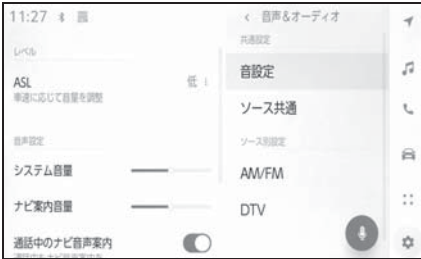 11:27
レベル
ASL
低
車速に応じて音量を調整
音声設定
システム音量
ナビ案内音量
通話中のナビ音声案内
< 音声&オーディオ
共通設定
音設定
ソース共通
ソース別設定
AM/FM
DTV